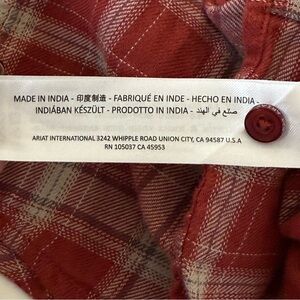 MADE IN INDIA - 印度制造 - FABRIQUÉ EN INDE - HECHO EN INDIA -
INDIÁBAN KÉSZÜLT - PRODOTTO IN INDIA - صنع في الهند
ARIAT INTERNATIONAL 3242 WHIPPLE ROAD UNION CITY, CA 94587 U.S.A
RN 105037 CA 45953